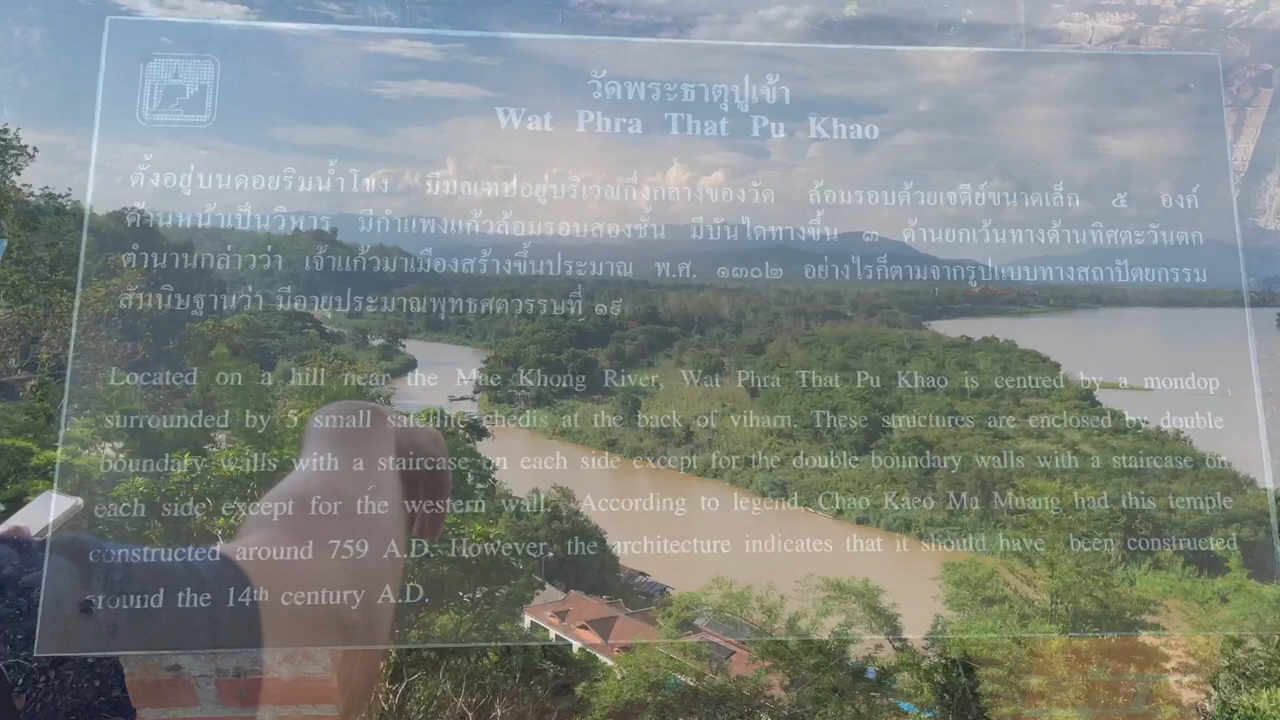 วัดพระธาตุปูเข้า
Wat Phra That Pu Khao
ตั้งอยู่บนดอยริมน้ำโขง มีมณฑปอยู่บริเวณกึ่งกลางของวัด ล้อมรอบด้วยเจดีย์ขนาดเล็ก ๕ องค์
ด้านหน้าเป็นวิหาร มีกำแพงแก้วล้อมรอบสองชั้น มีบันไดทางขึ้น ๓ ด้านยกเว้นทางด้านทิศตะวันตก
ตำนานกล่าวว่า เจ้าแก้วมาเมืองสร้างขึ้นประมาณ พ.ศ. ๑๓๐๒ อย่างไรก็ตามจากรูปแบบทางสถาปัตยกรรม
สันนิษฐานว่า มีอายุประมาณพุทธศตวรรษที่ ๑๙
Located on a hill near the Mae Khong River, Wat Phra That Pu Khao is centred by a mondop ,
surrounded by 5 small satellite chedis at the back of viharn. These structures are enclosed by double
boundary walls with a staircase on each side except for the double boundary walls with a staircase on
each side except for the western wall. According to legend, Chao Kaeo Ma Muang had this temple
constructed around 759 A.D. However, the architecture indicates that it should have been constructed
around the 14th century A.D.